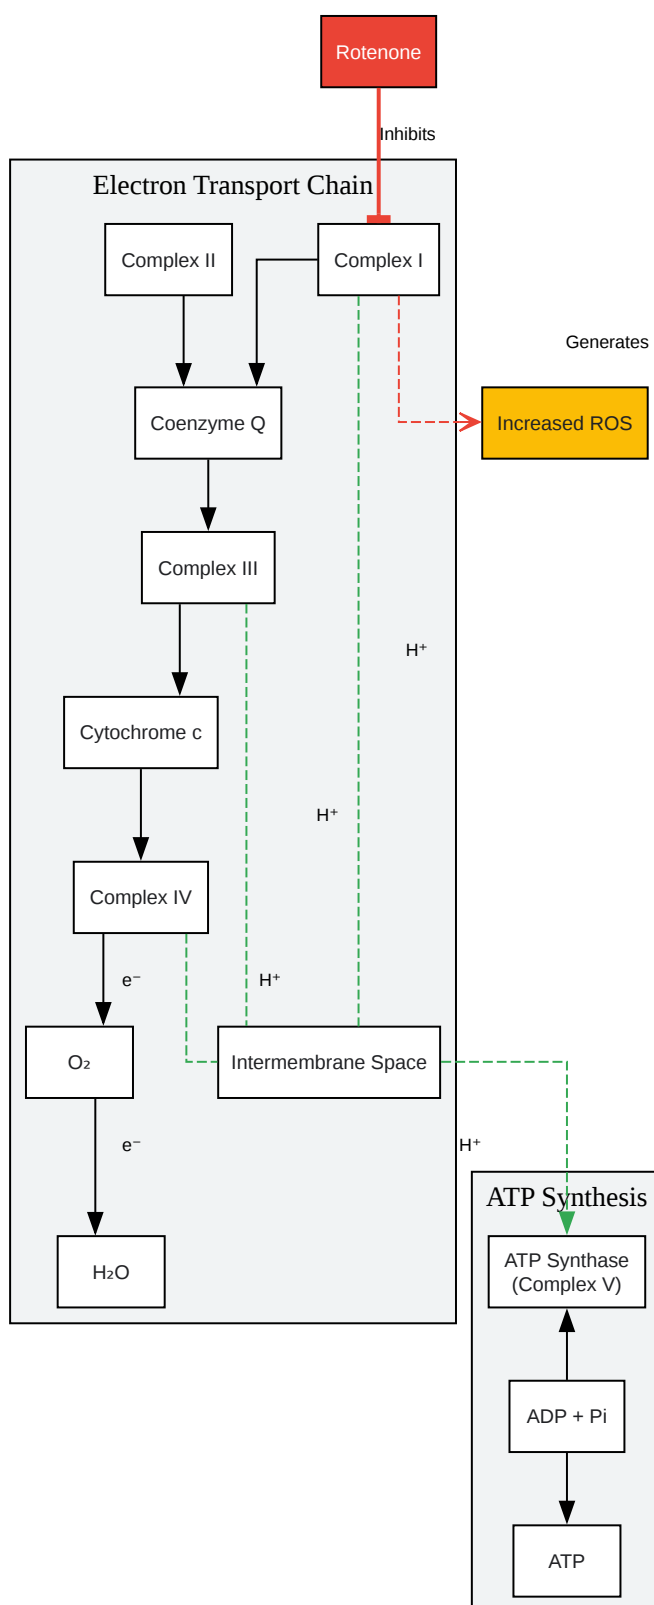 Rotenone
Inhibits
Electron Transport Chain
Complex II
Complex I
Generates
Coenzyme Q
Increased ROS
Complex III
H⁺
Cytochrome c
H⁺
Complex IV
e⁻
H⁺
O₂
Intermembrane Space
e⁻
H⁺
ATP Synthesis
H₂O
ATP Synthase
(Complex V)
ADP + Pi
ATP